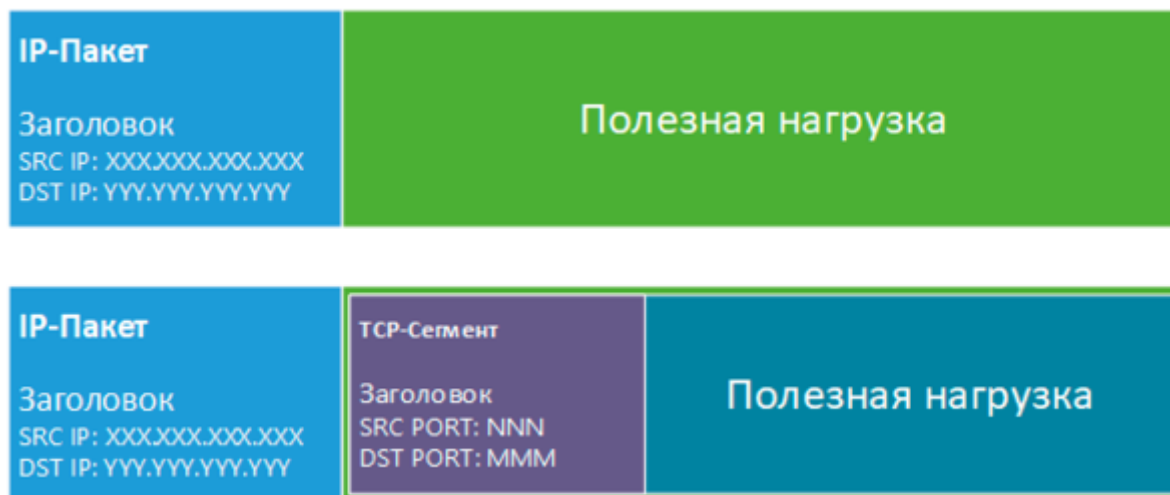 IP-Пакет
Заголовок
SRC IP: XXX.XXX.XXX.XXX
DST IP: YYY.YYY.YYY.YYY
Полезная нагрузка
IP-Пакет
Заголовок
SRC IP: XXX.XXX.XXX.XXX
DST IP: YYY.YYY.YYY.YYY
TCP-Сегмент
Заголовок
SRC PORT: NNN
DST PORT: MMM
Полезная нагрузка